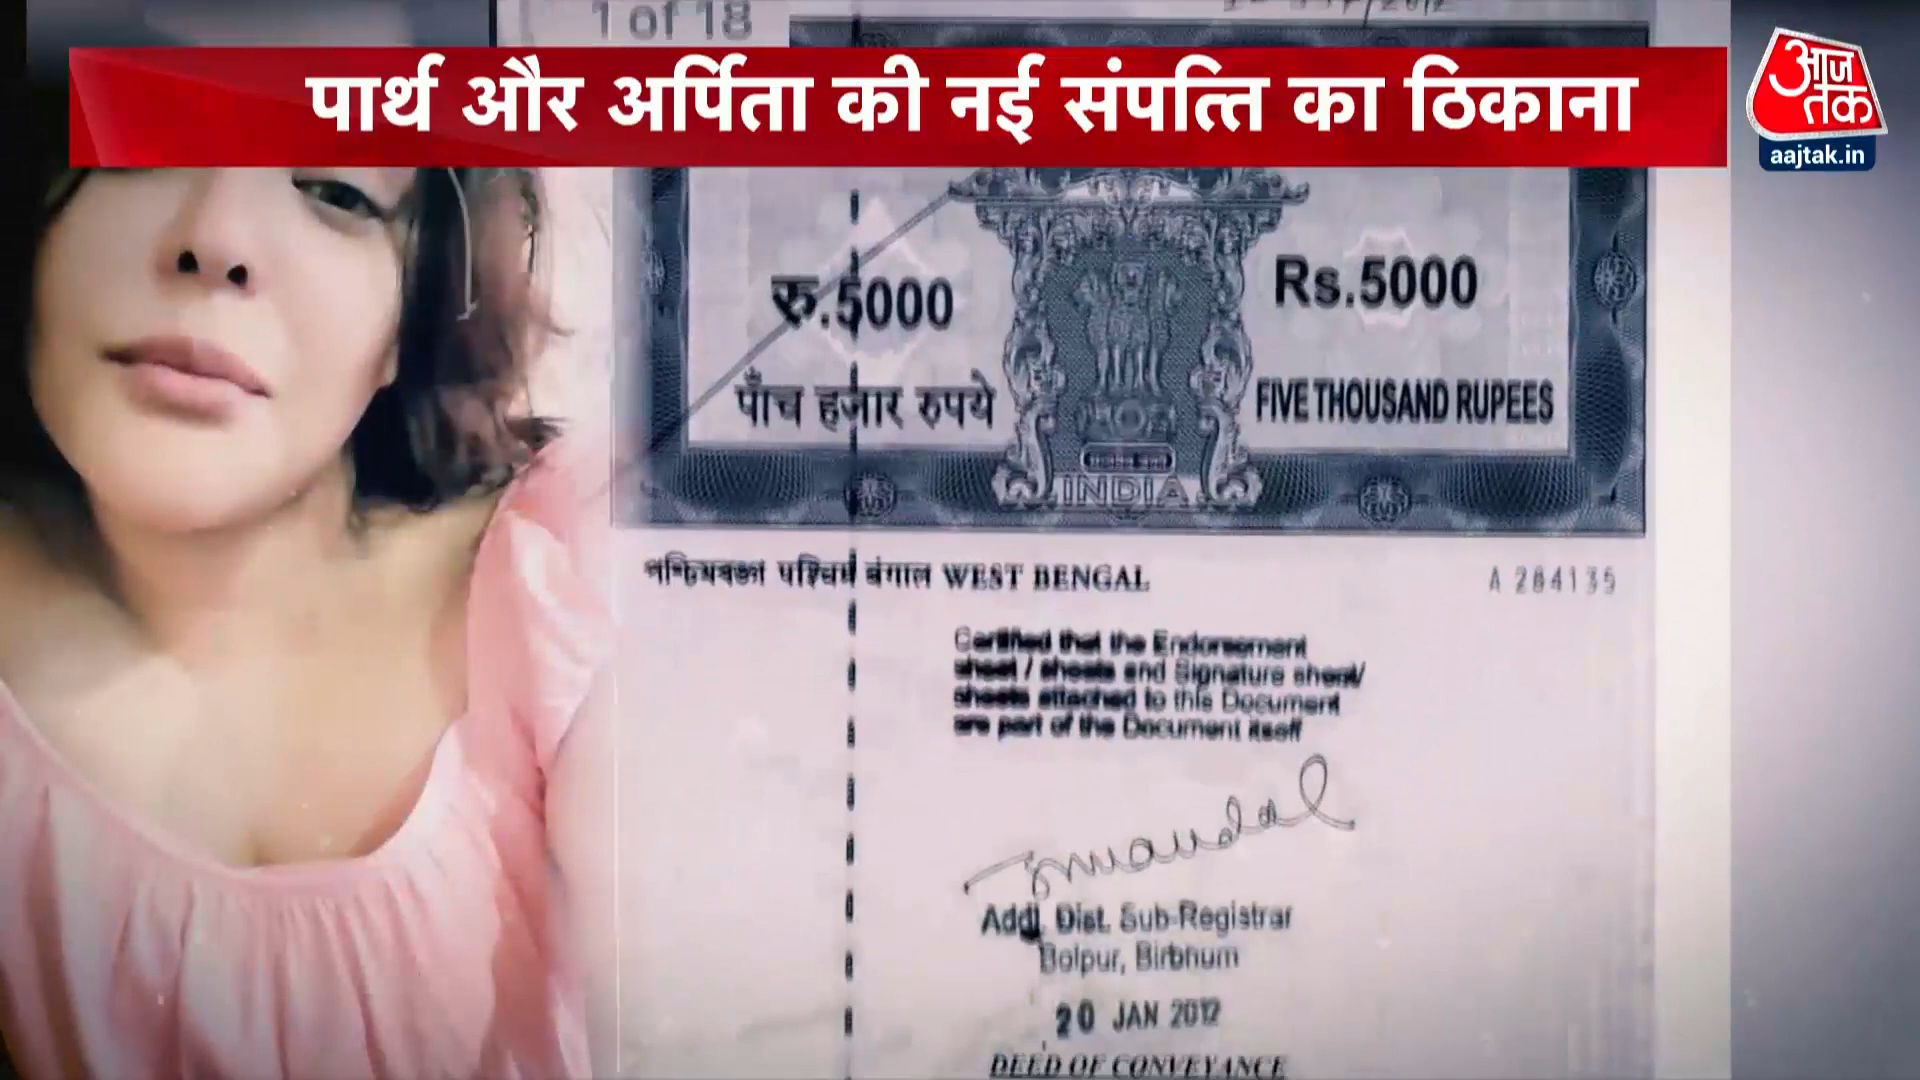 1 of 18
पार्थ और अर्पिता की नई संपत्ति का ठिकाना
आज तक
aajtak.in
रु.5000
Rs.5000
पाँच हजार रुपये
FIVE THOUSAND RUPEES
INDIA
পশ্চিমবঙ্গ पश्चिम बंगाल WEST BENGAL
A 284135
Certified that the Endorsement
sheet / sheets and Signature sheet/
sheets attached to this Document
are part of the Document itself
Addl. Dist. Sub-Registrar
Bolpur, Birbhum
20 JAN 2012
DEED OF CONVEYANCE